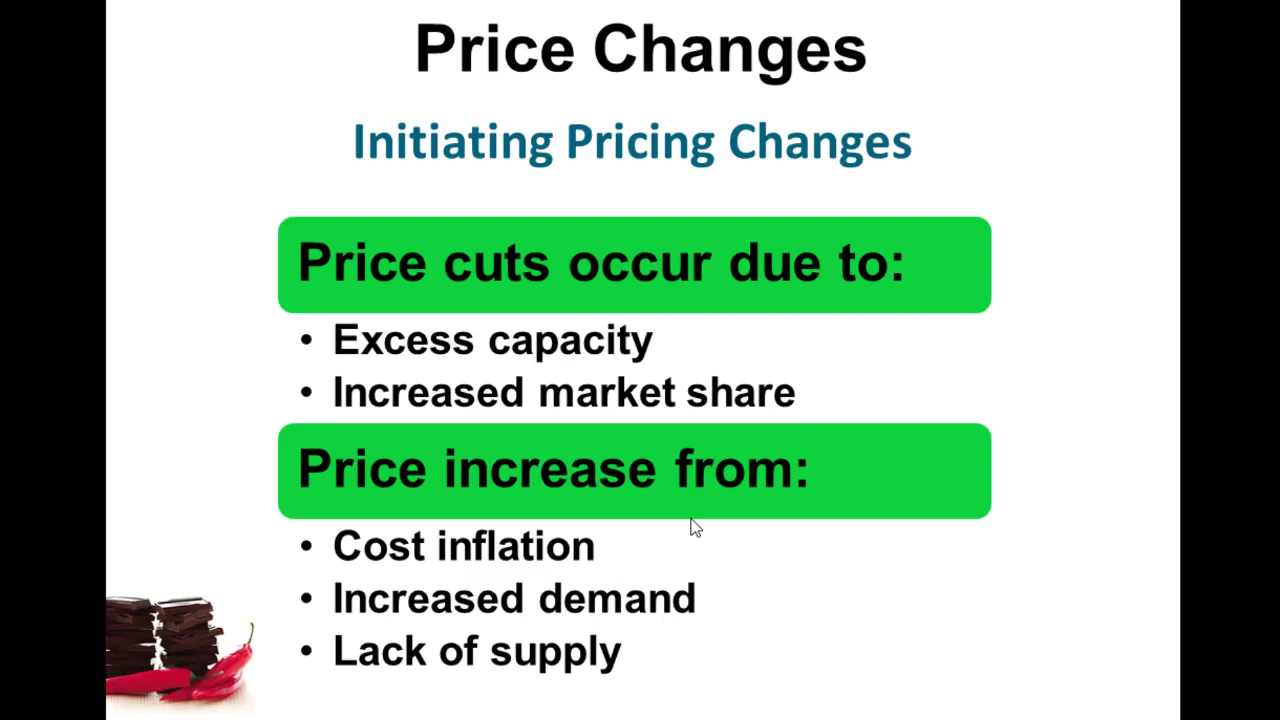 Price Changes
Initiating Pricing Changes
Price cuts occur due to:
• Excess capacity
• Increased market share
Price increase from:
• Cost inflation
• Increased demand
• Lack of supply